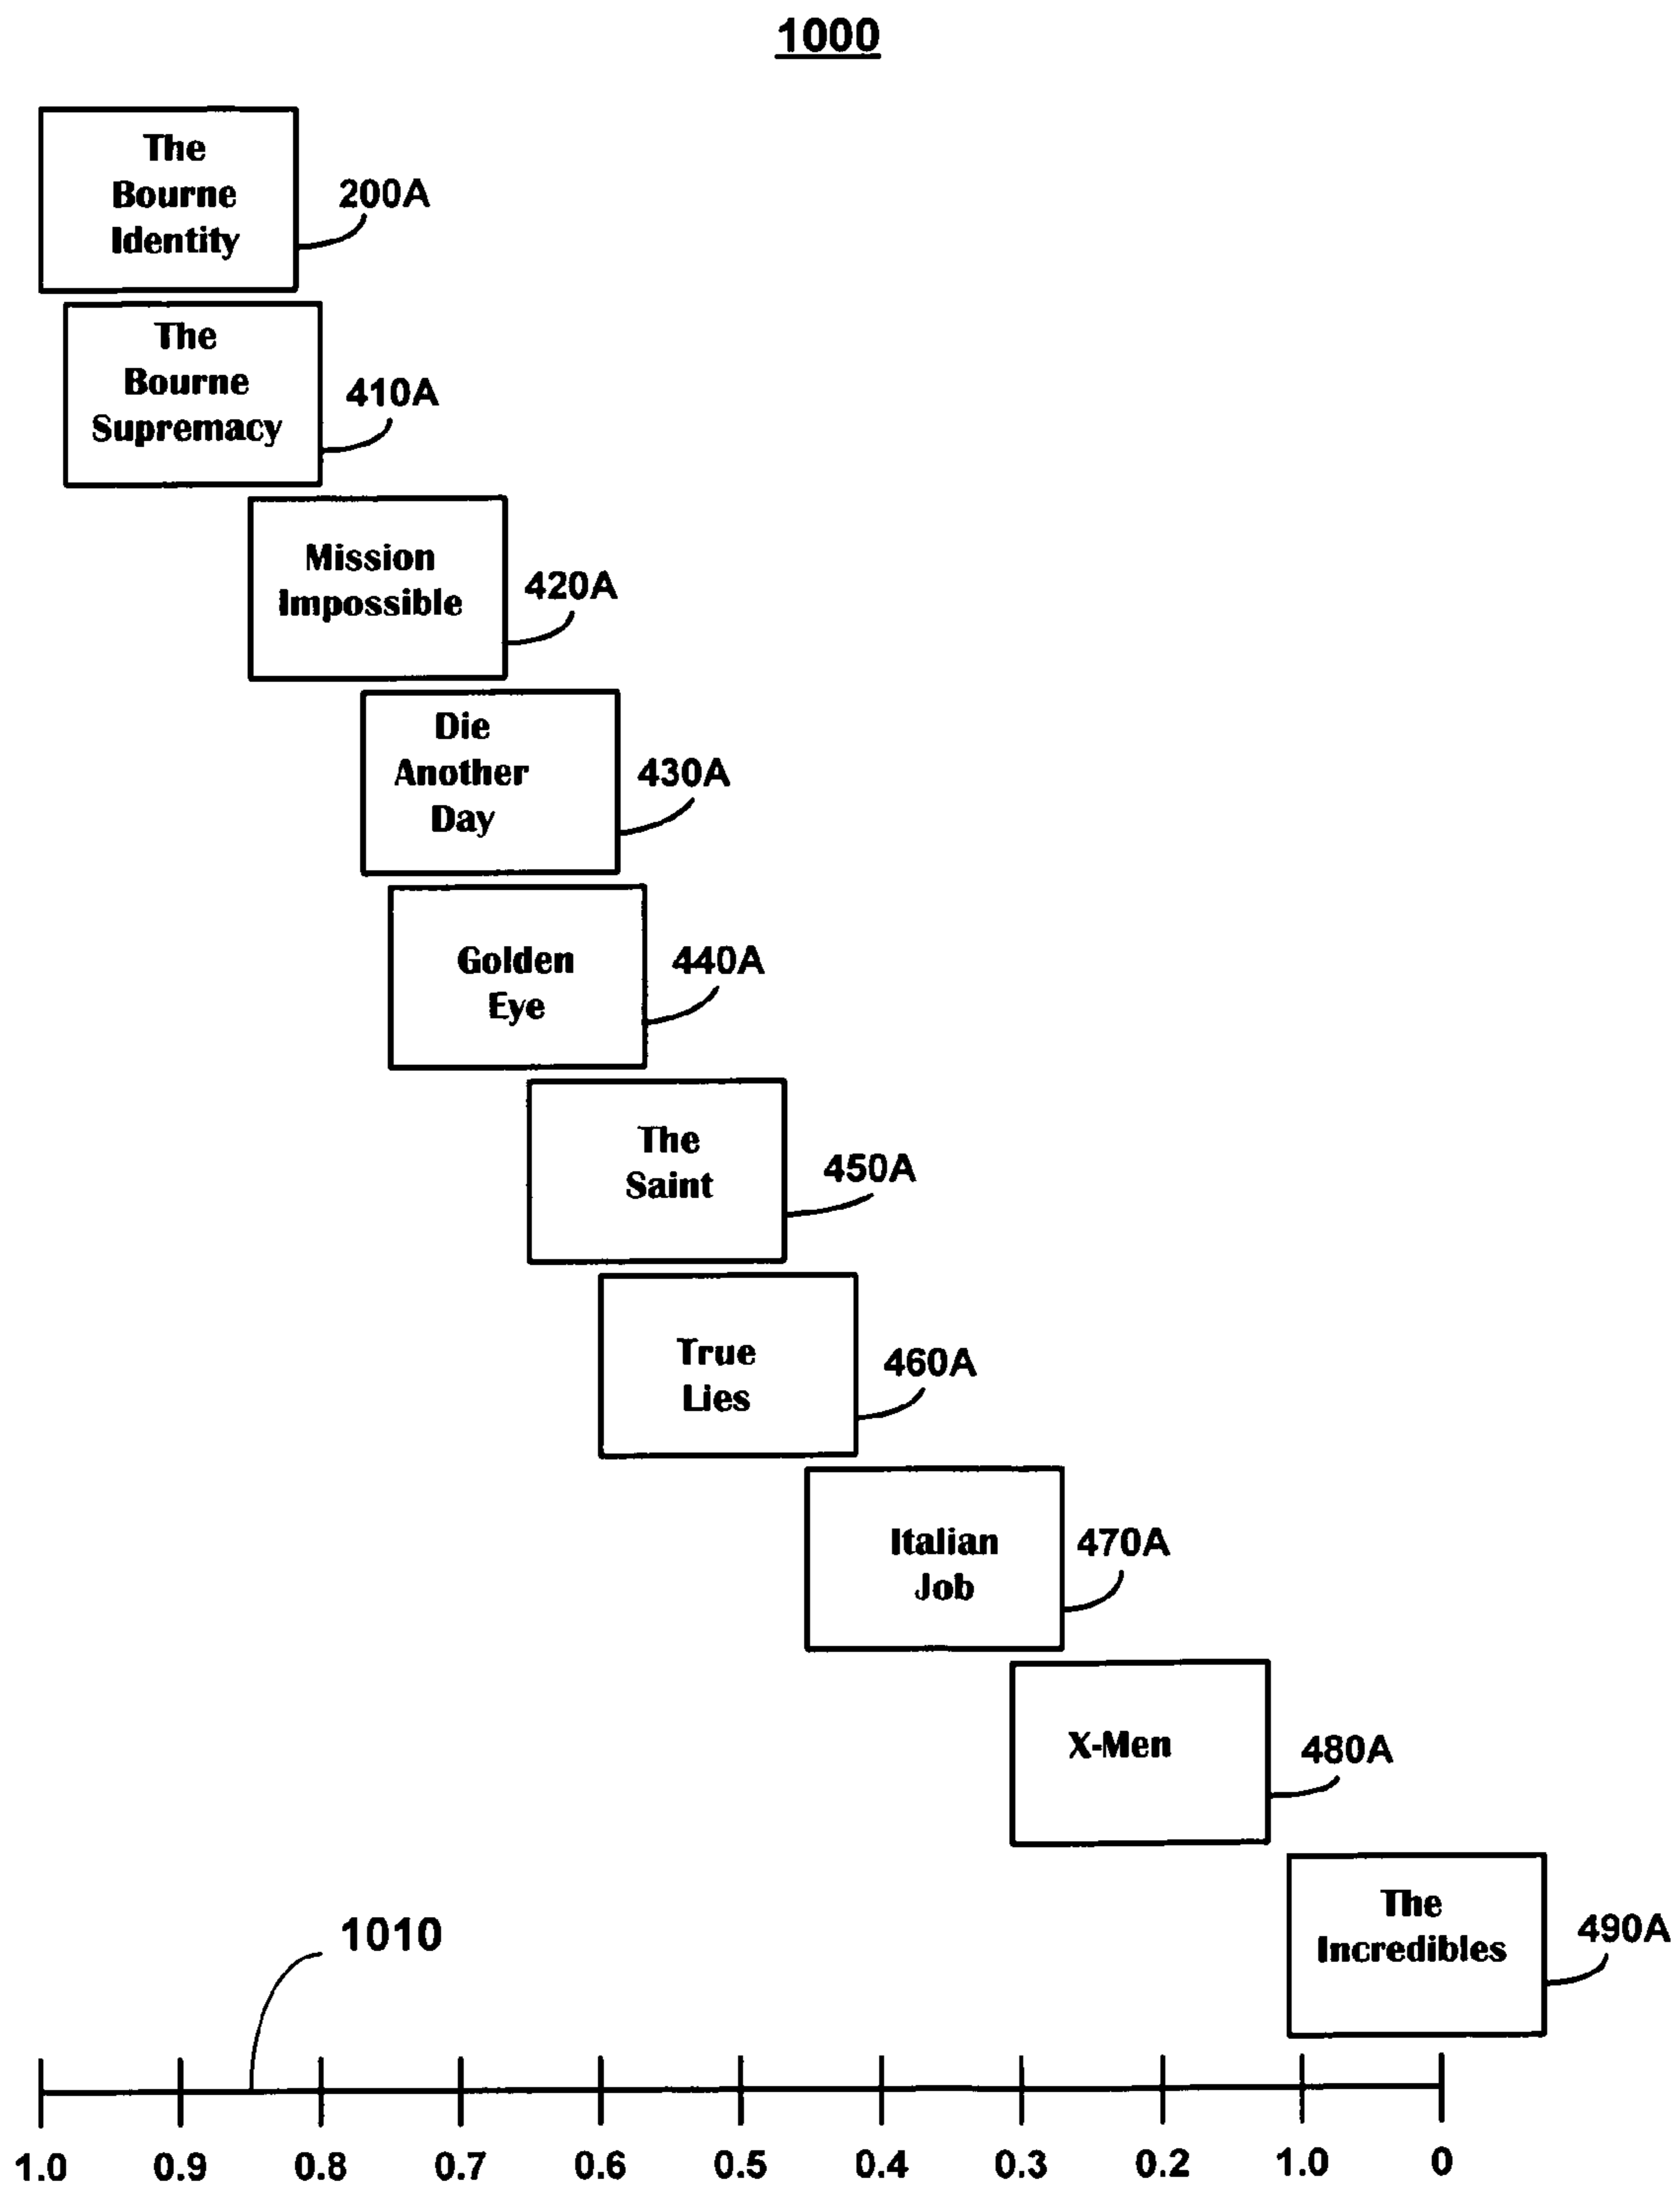 1000
The
Bourne
Identity
200A
The
Bourne
Supremacy
410A
Mission
Impossible
420A
Die
Another
Day
430A
Golden
Eye
440A
The
Saint
450A
True
Lies
460A
Italian
Job
470A
X-Men
480A
The
Incredibles
490A
1010
1.0 0.9 0.8 0.7 0.6 0.5 0.4 0.3 0.2 1.0 0